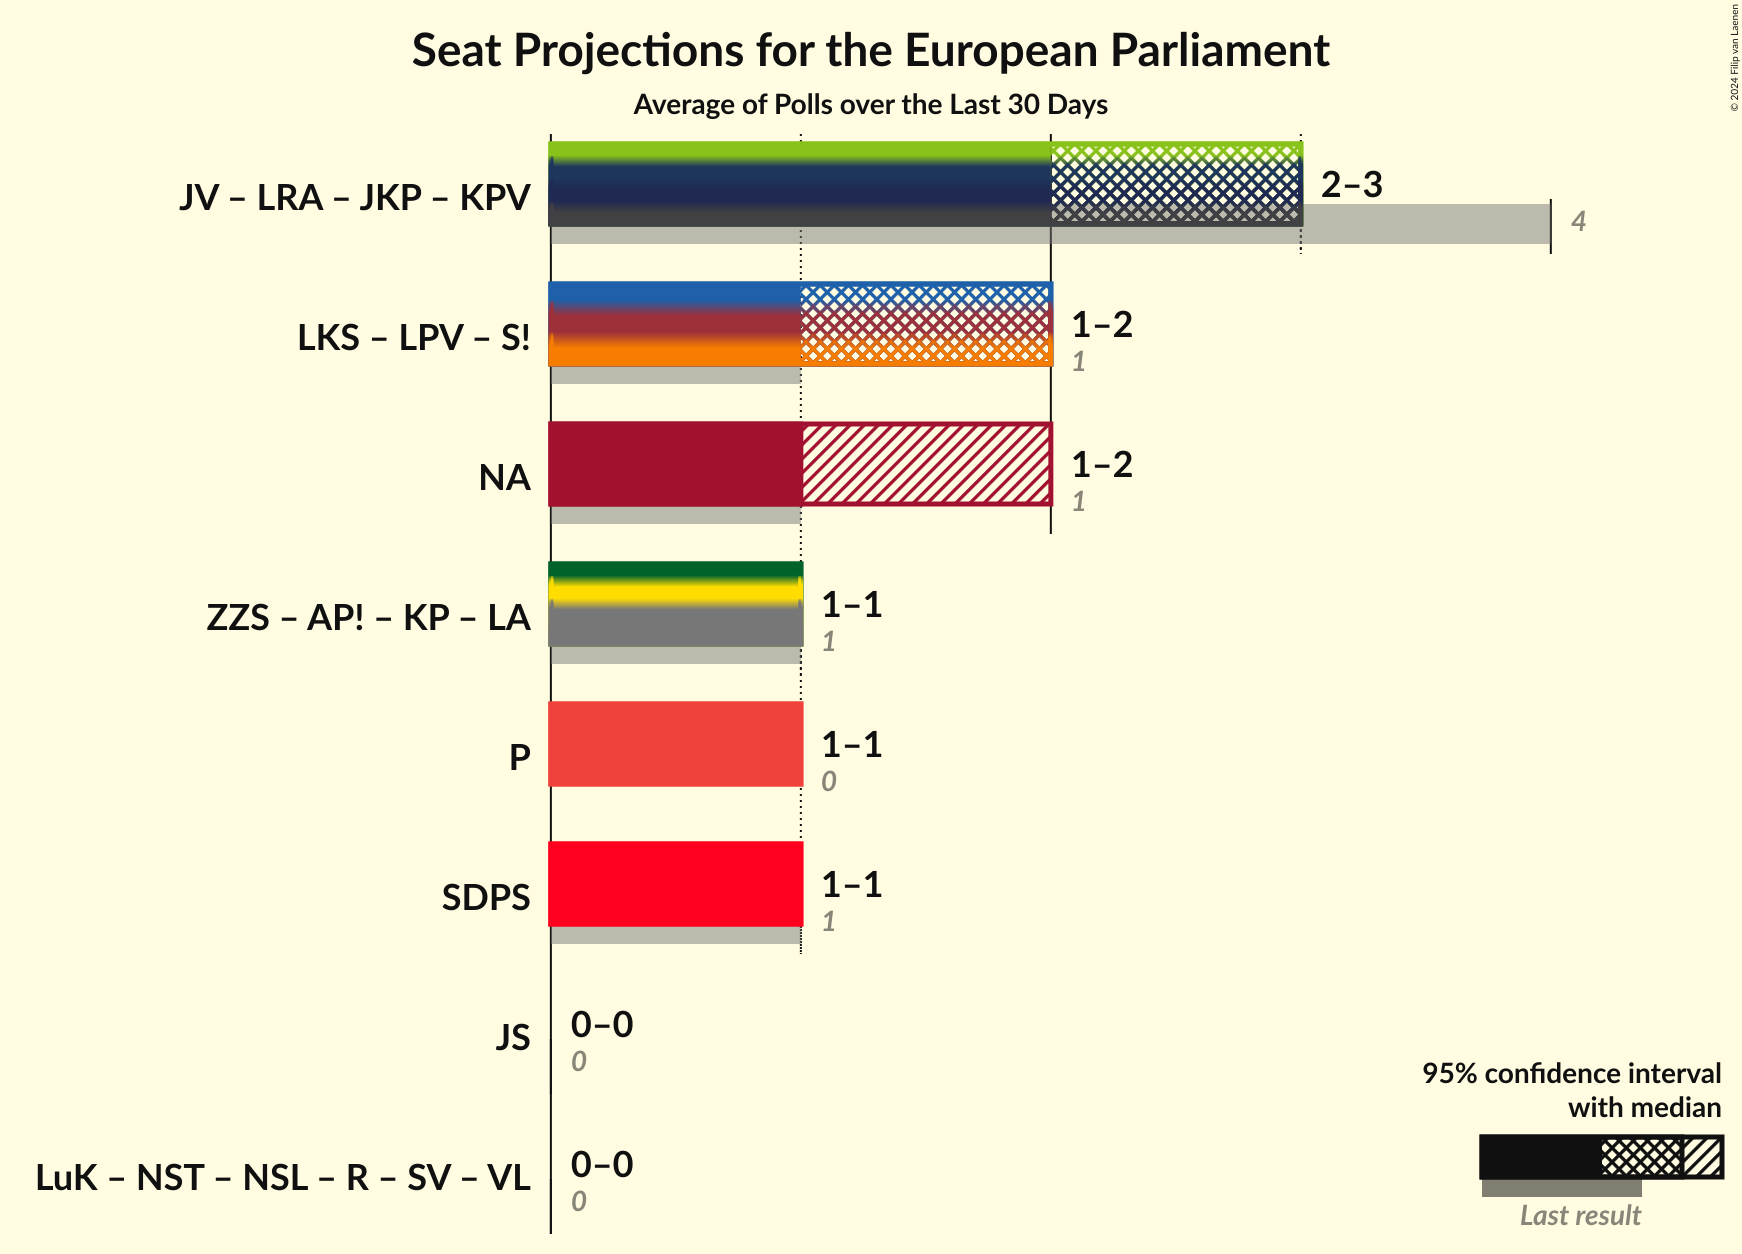 Seat Projections for the European Parliament
Average of Polls over the Last 30 Days
© 2024 Filip van Laenen
JV – LRA – JKP – KPV
2–3
4
LKS – LPV – S!
1–2
1
NA
1–2
1
ZZS – AP! – KP – LA
1–1
1
P
1–1
0
SDPS
1–1
1
JS
0–0
0
LuK – NST – NSL – R – SV – VL
0–0
0
95% confidence interval
with median
Last result